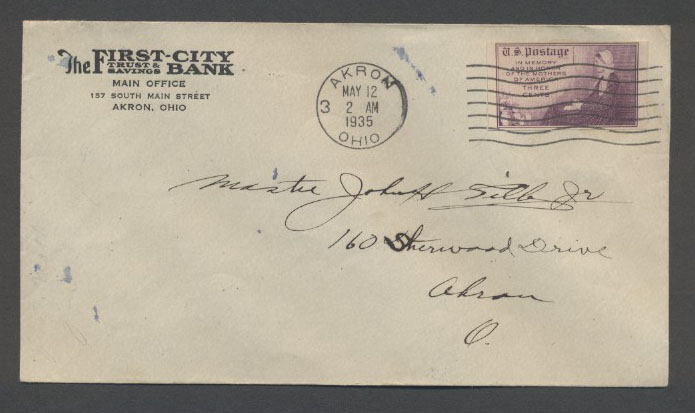 The FIRST-CITY
TRUST & SAVINGS BANK
MAIN OFFICE
157 SOUTH MAIN STREET
AKRON, OHIO
AKRON
MAY 12
2 AM
1935
3
OHIO
U.S. Postage
IN MEMORY
AND IN HONOR
OF THE MOTHERS
OF AMERICA
THREE
CENTS
John H Jr
160 Sherwood Drive
Akron
O.